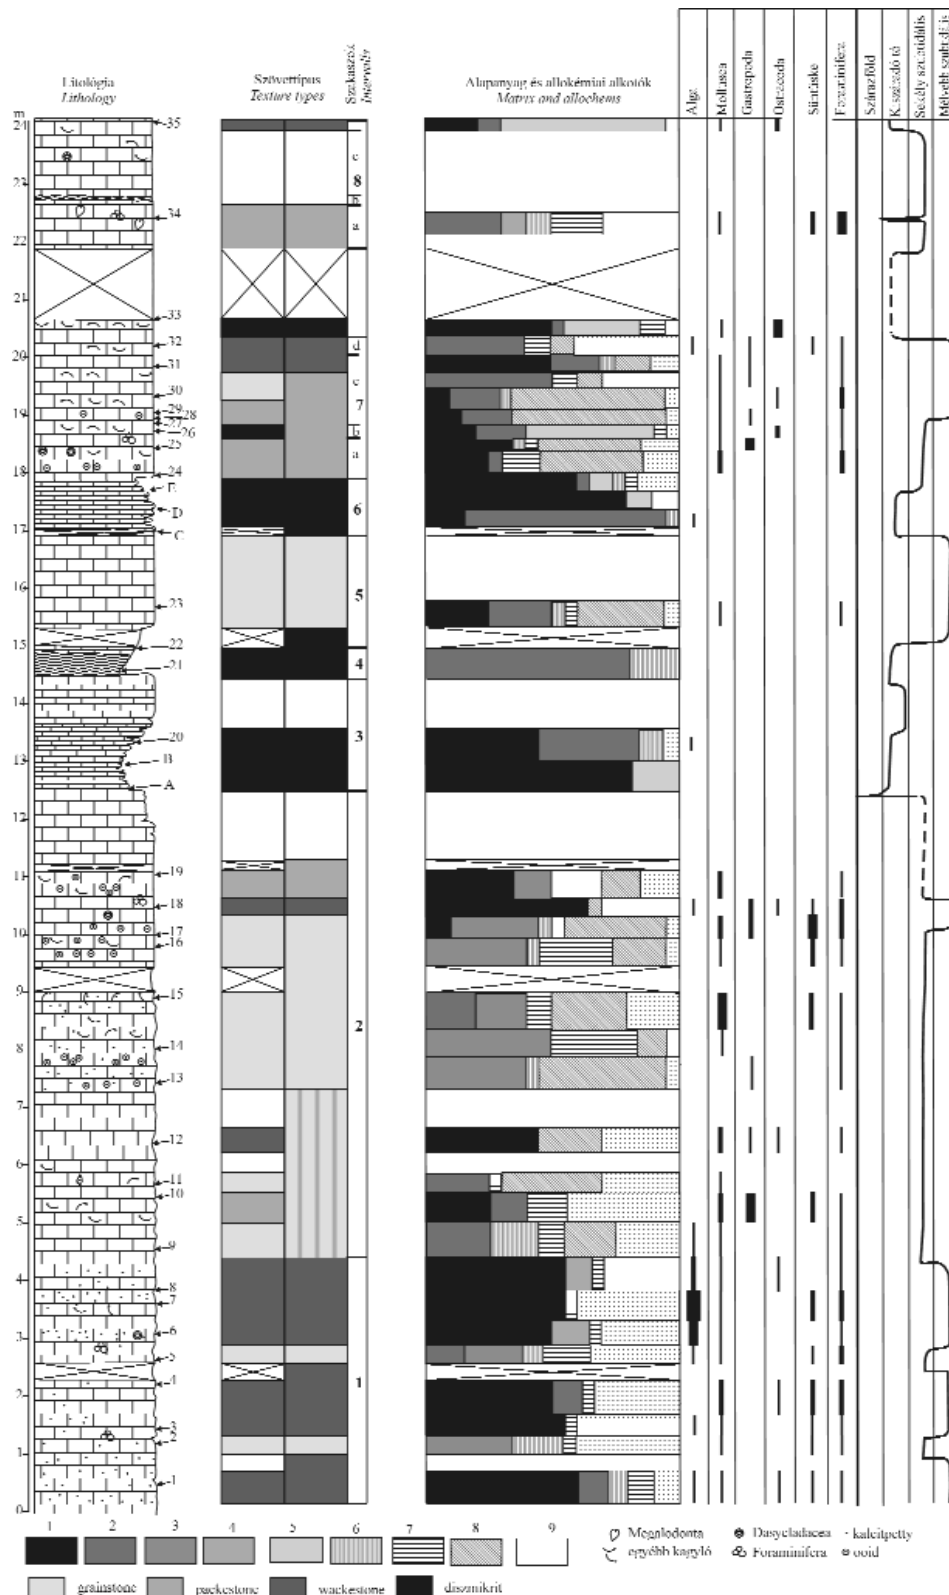 Litológia
Lithology
Szövettípus
Texture types
Szakaszok
Intervals
Alapanyag és allokémiai alkotók
Matrix and allochems
Alga
Mollusca
Gastropoda
Ostracoda
Süntüske
Foraminifera
Szárazföld
Kiszáradó tó
Sekély szubtidális
Mélyebb szubtidális
m
24
23
22
21
20
19
18
17
16
15
14
13
12
11
10
9
8
7
6
5
4
3
2
1
0
35
34
33
32
31
30
29
28
27
26
25
24
E
D
C
23
22
21
20
B
A
19
18
17
16
15
14
13
12
11
10
9
8
7
6
5
4
3
2
1
c
8
b
a
d
c
7
b
a
6
5
4
3
2
1
1 2 3 4 5 6 7 8 9
Megalodonta
egyébb kagyló
Dasycladacea
Foraminifera
kalcitpetty
ooid
grainstone packestone wackestone diszmikrit